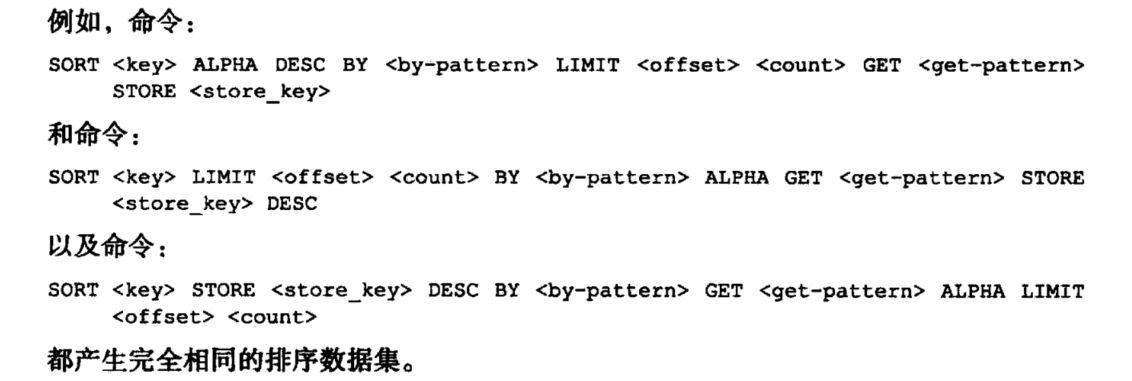 例如，命令：
SORT <key> ALPHA DESC BY <by-pattern> LIMIT <offset> <count> GET <get-pattern>
STORE <store_key>
和命令：
SORT <key> LIMIT <offset> <count> BY <by-pattern> ALPHA GET <get-pattern> STORE
<store_key> DESC
以及命令：
SORT <key> STORE <store_key> DESC BY <by-pattern> GET <get-pattern> ALPHA LIMIT
<offset> <count>
都产生完全相同的排序数据集。